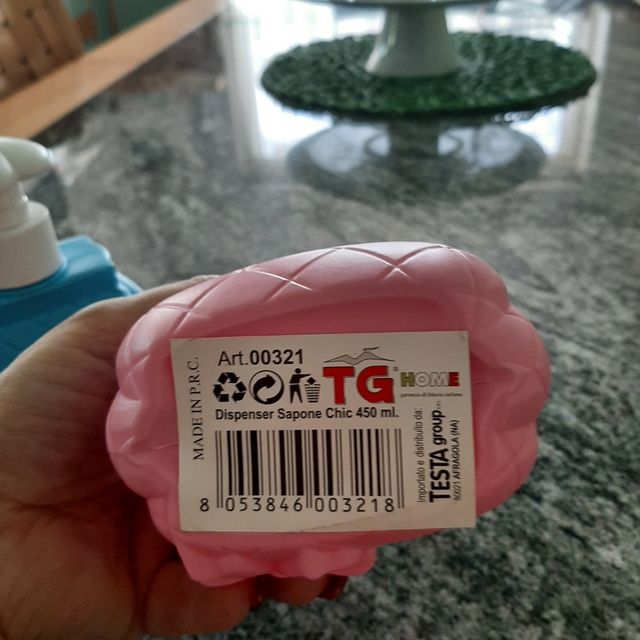 MADE IN P.R.C.
Art.00321
TG® HOME
Dispenser Sapone Chic 450 ml.
8 053846 003218
Importato e distribuito da:
TESTA group
80021 AFRAGOLA (NA)